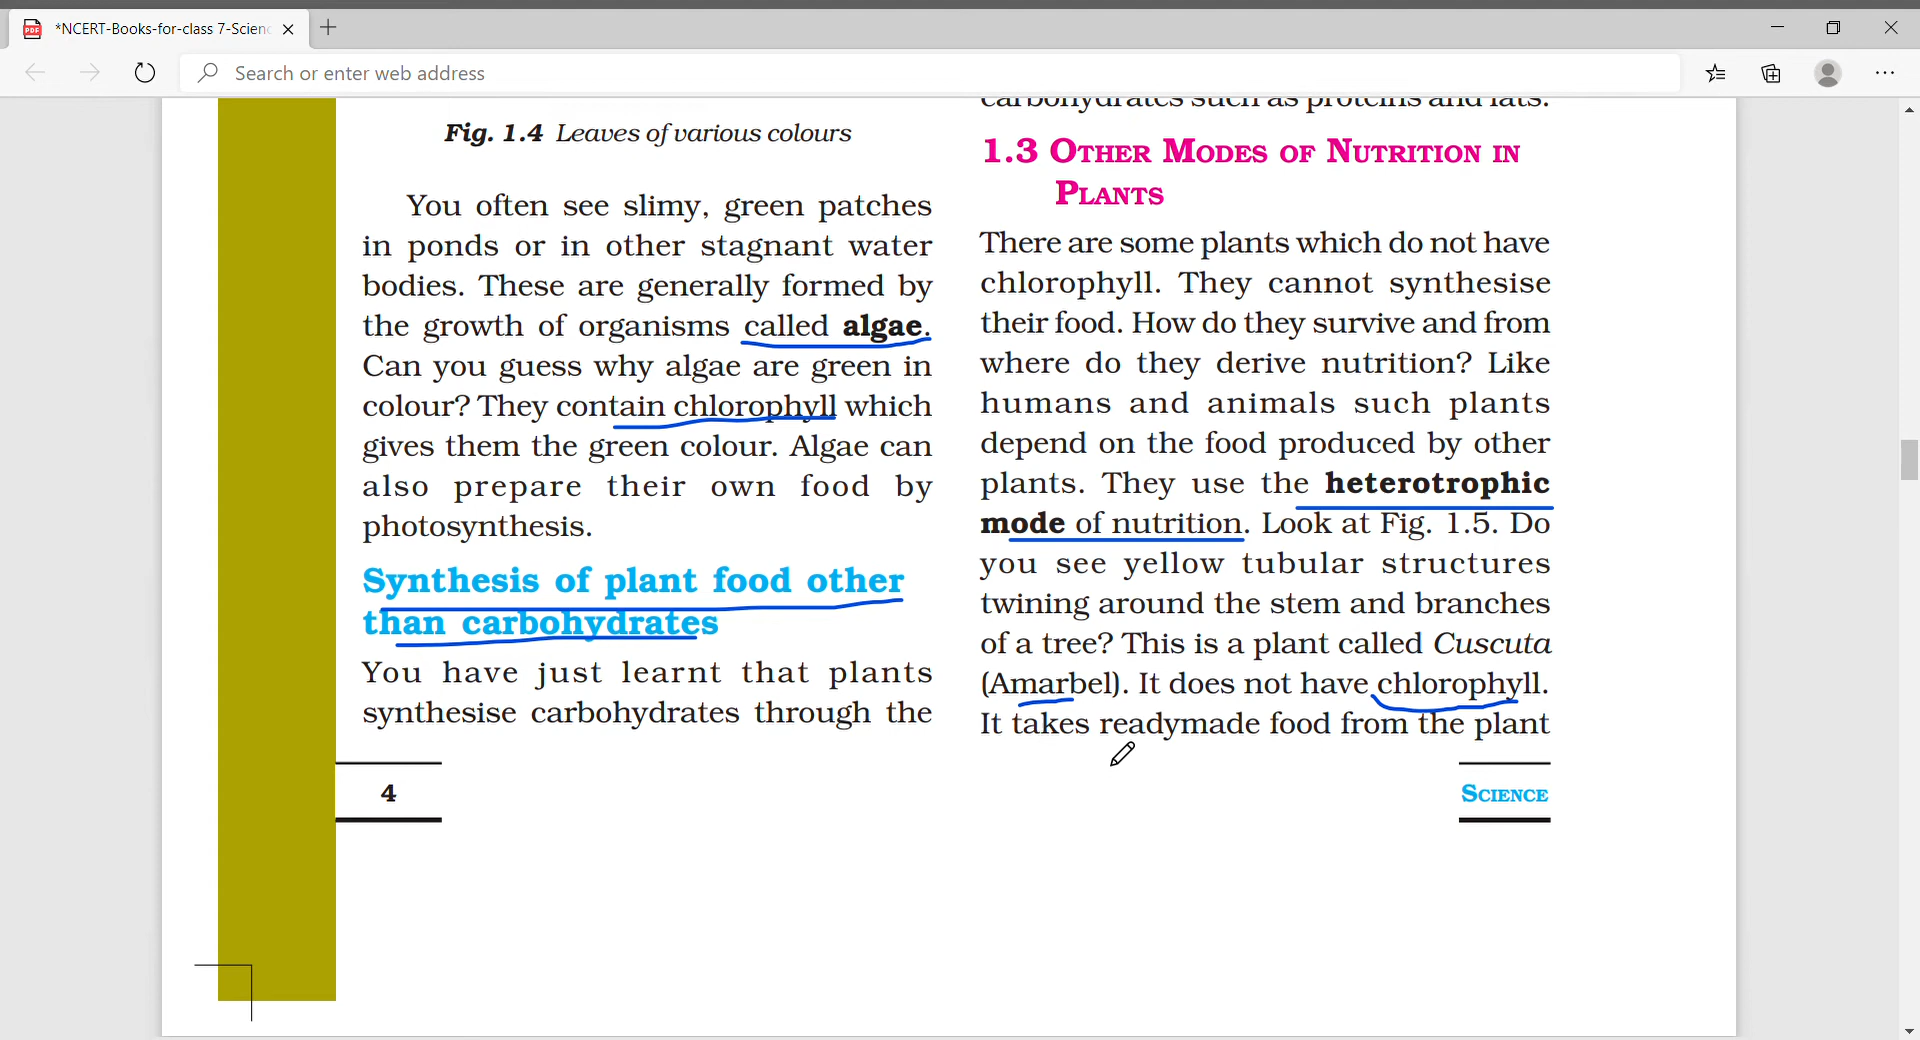 *NCERT-Books-for-class 7-Scien
Search or enter web address
Fig. 1.4 Leaves of various colours
You often see slimy, green patches
in ponds or in other stagnant water
bodies. These are generally formed by
the growth of organisms called algae.
Can you guess why algae are green in
colour? They contain chlorophyll which
gives them the green colour. Algae can
also prepare their own food by
photosynthesis.
Synthesis of plant food other
than carbohydrates
You have just learnt that plants
synthesise carbohydrates through the
4
carbohydrates such as proteins and fats.
1.3 OTHER MODES OF NUTRITION IN
PLANTS
There are some plants which do not have
chlorophyll. They cannot synthesise
their food. How do they survive and from
where do they derive nutrition? Like
humans and animals such plants
depend on the food produced by other
plants. They use the heterotrophic
mode of nutrition. Look at Fig. 1.5. Do
you see yellow tubular structures
twining around the stem and branches
of a tree? This is a plant called Cuscuta
(Amarbel). It does not have chlorophyll.
It takes readymade food from the plant
SCIENCE